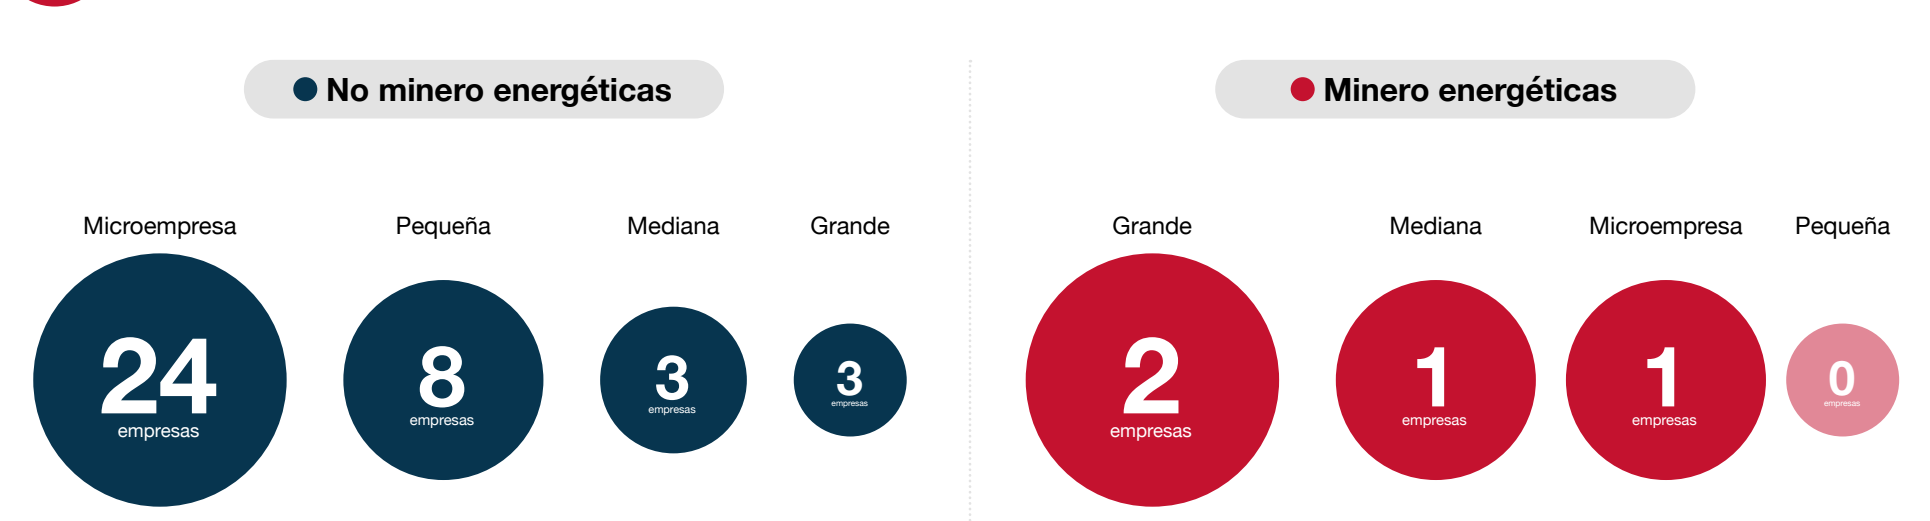 No minero energéticas
Microempresa
Pequeña
Mediana
Grande
24
empresas
8
empresas
3
empresas
3
empresas
Minero energéticas
Grande
Mediana
Microempresa
Pequeña
2
empresas
1
empresas
1
empresas
0
empresas